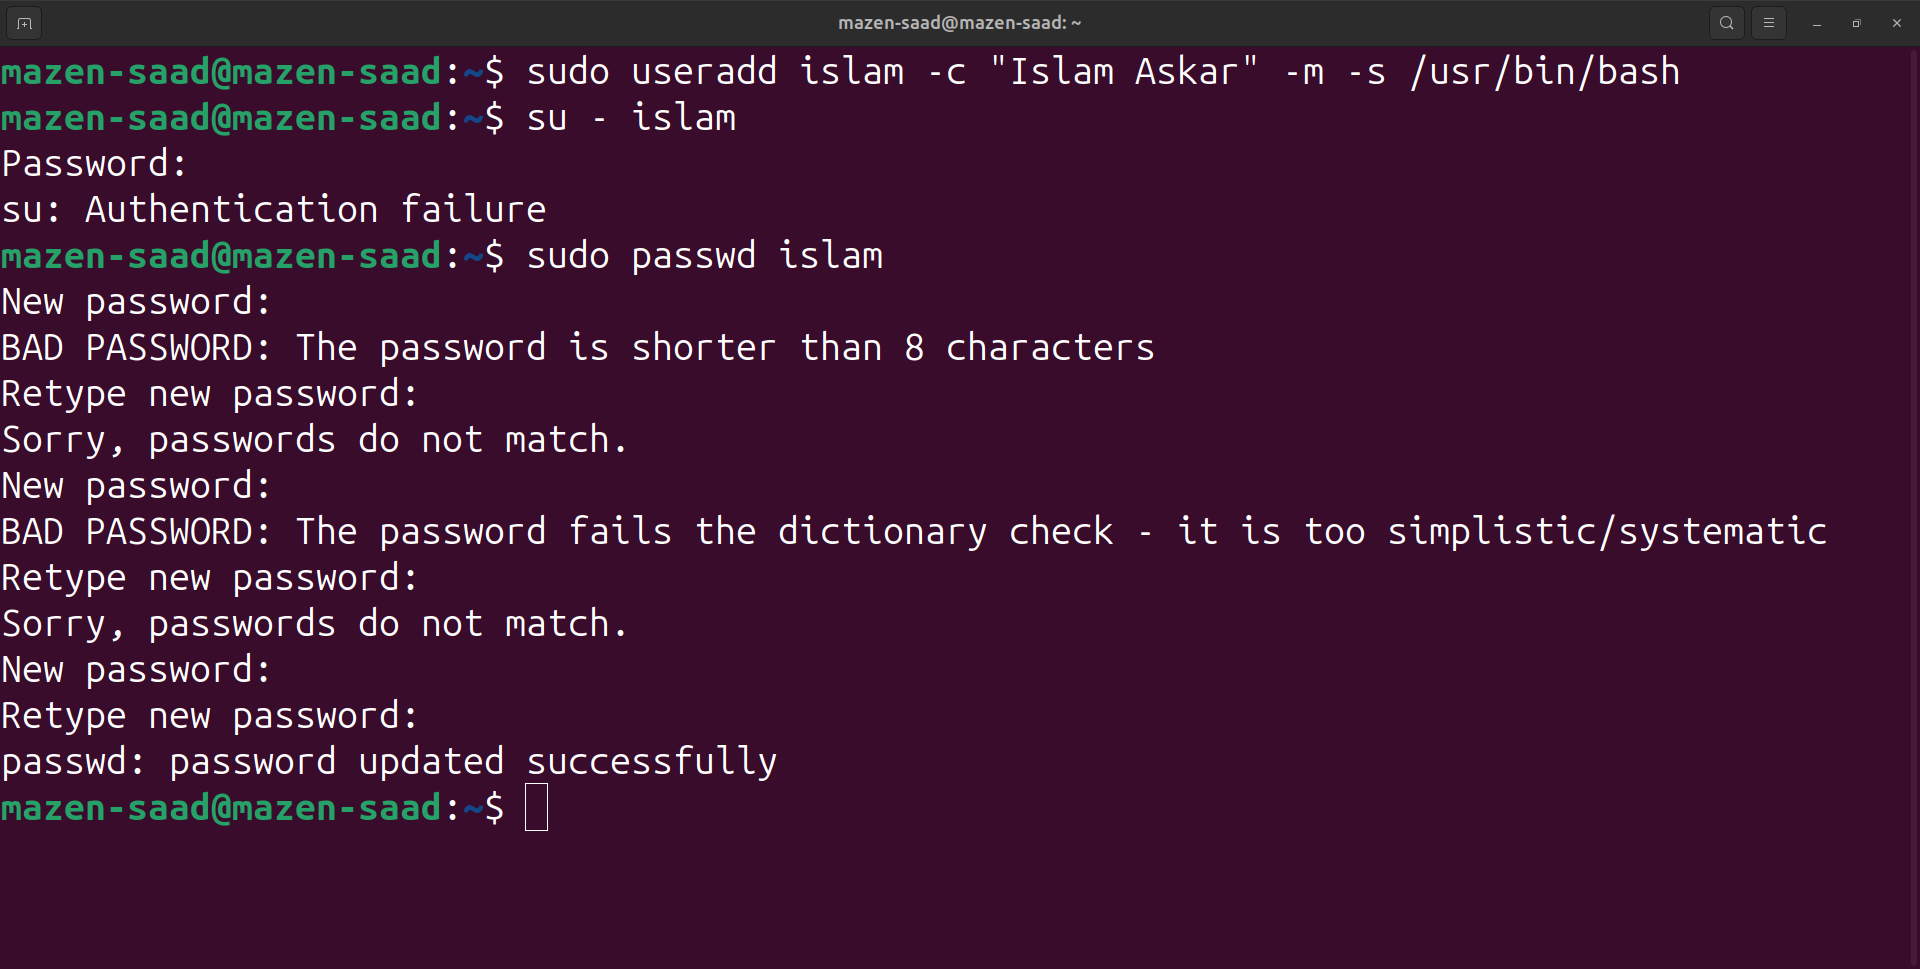 mazen-saad@mazen-saad: ~
mazen-saad@mazen-saad:~$ sudo useradd islam -c "Islam Askar" -m -s /usr/bin/bash
mazen-saad@mazen-saad:~$ su - islam
Password:
su: Authentication failure
mazen-saad@mazen-saad:~$ sudo passwd islam
New password:
BAD PASSWORD: The password is shorter than 8 characters
Retype new password:
Sorry, passwords do not match.
New password:
BAD PASSWORD: The password fails the dictionary check - it is too simplistic/systematic
Retype new password:
Sorry, passwords do not match.
New password:
Retype new password:
passwd: password updated successfully
mazen-saad@mazen-saad:~$